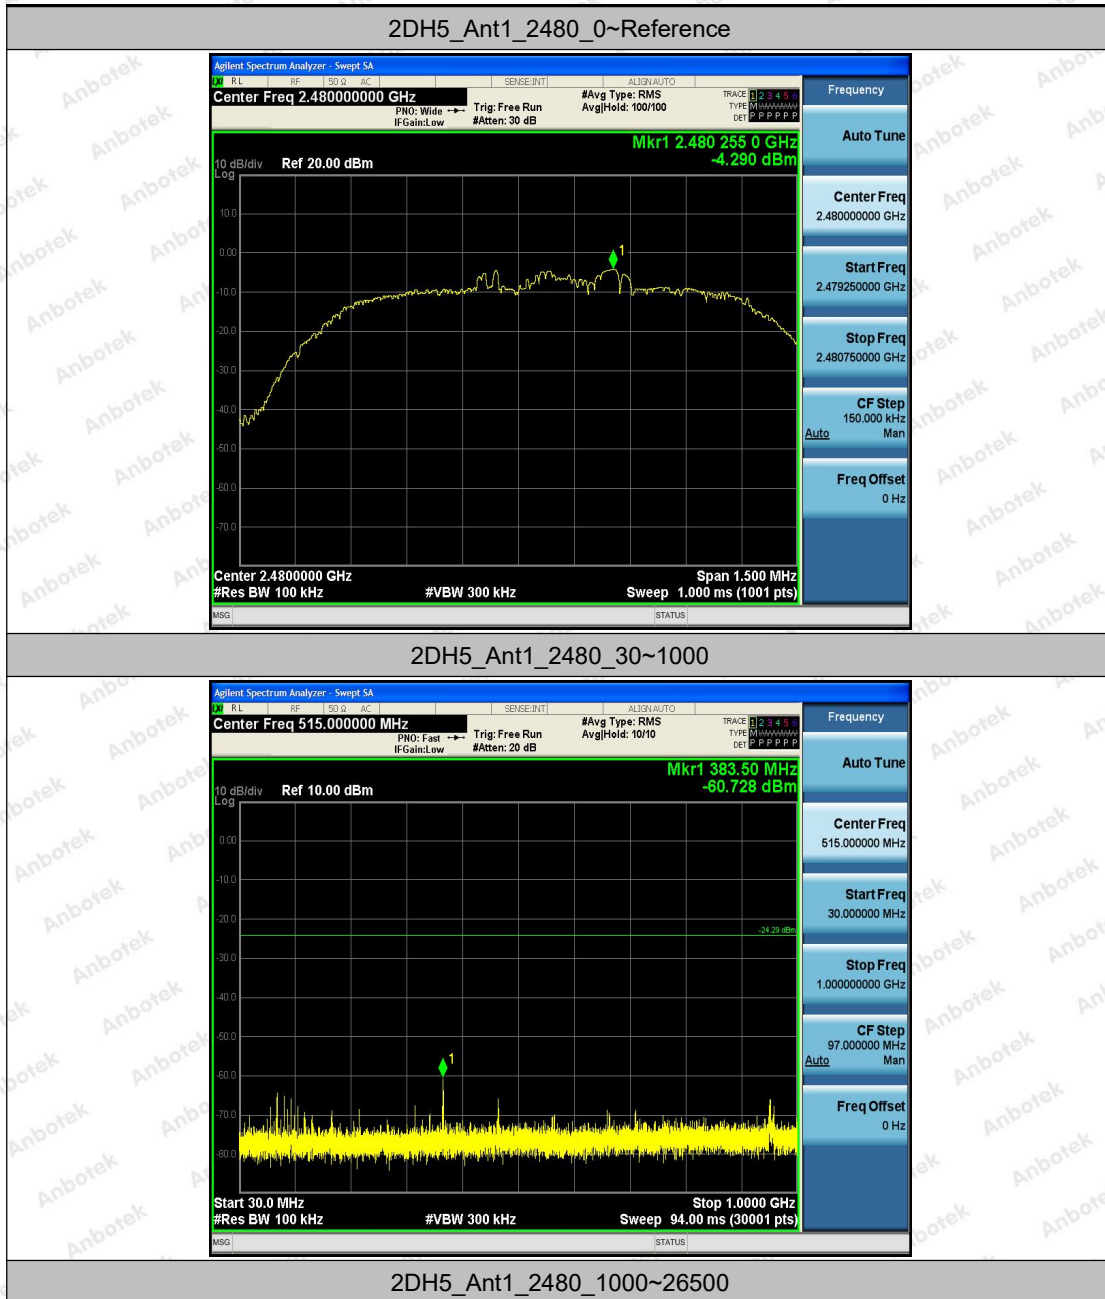 2DH5_Ant1_2480_0~Reference
Agilent Spectrum Analyzer - Swept SA
LXI RL RF 50 Ω AC SENSE:INT ALIGN AUTO
Center Freq 2.480000000 GHz
PNO: Wide
IFGain:Low
Trig: Free Run
#Atten: 30 dB
#Avg Type: RMS
Avg|Hold: 100/100
TRACE 1 2 3 4 5 6
TYPE M W W W W W
DET P P P P P P
Mkr1 2.480 255 0 GHz
-4.290 dBm
10 dB/div Ref 20.00 dBm
Log
10.0
0.00
-10.0
-20.0
-30.0
-40.0
-50.0
-60.0
-70.0
1
Center 2.4800000 GHz Span 1.500 MHz
#Res BW 100 kHz #VBW 300 kHz Sweep 1.000 ms (1001 pts)
MSG STATUS
Frequency
Auto Tune
Center Freq
2.480000000 GHz
Start Freq
2.479250000 GHz
Stop Freq
2.480750000 GHz
CF Step
150.000 kHz
Auto Man
Freq Offset
0 Hz
2DH5_Ant1_2480_30~1000
Agilent Spectrum Analyzer - Swept SA
LXI RL RF 50 Ω AC SENSE:INT ALIGN AUTO
Center Freq 515.000000 MHz
PNO: Fast
IFGain:Low
Trig: Free Run
#Atten: 20 dB
#Avg Type: RMS
Avg|Hold: 10/10
TRACE 1 2 3 4 5 6
TYPE M W W W W W
DET P P P P P P
Mkr1 383.50 MHz
-60.728 dBm
10 dB/div Ref 10.00 dBm
Log
0.00
-10.0
-20.0
-30.0
-40.0
-50.0
-60.0
-70.0
-80.0
-24.29 dBm
1
Start 30.0 MHz Stop 1.0000 GHz
#Res BW 100 kHz #VBW 300 kHz Sweep 94.00 ms (30001 pts)
MSG STATUS
Frequency
Auto Tune
Center Freq
515.000000 MHz
Start Freq
30.000000 MHz
Stop Freq
1.000000000 GHz
CF Step
97.000000 MHz
Auto Man
Freq Offset
0 Hz
2DH5_Ant1_2480_1000~26500
Anbotek